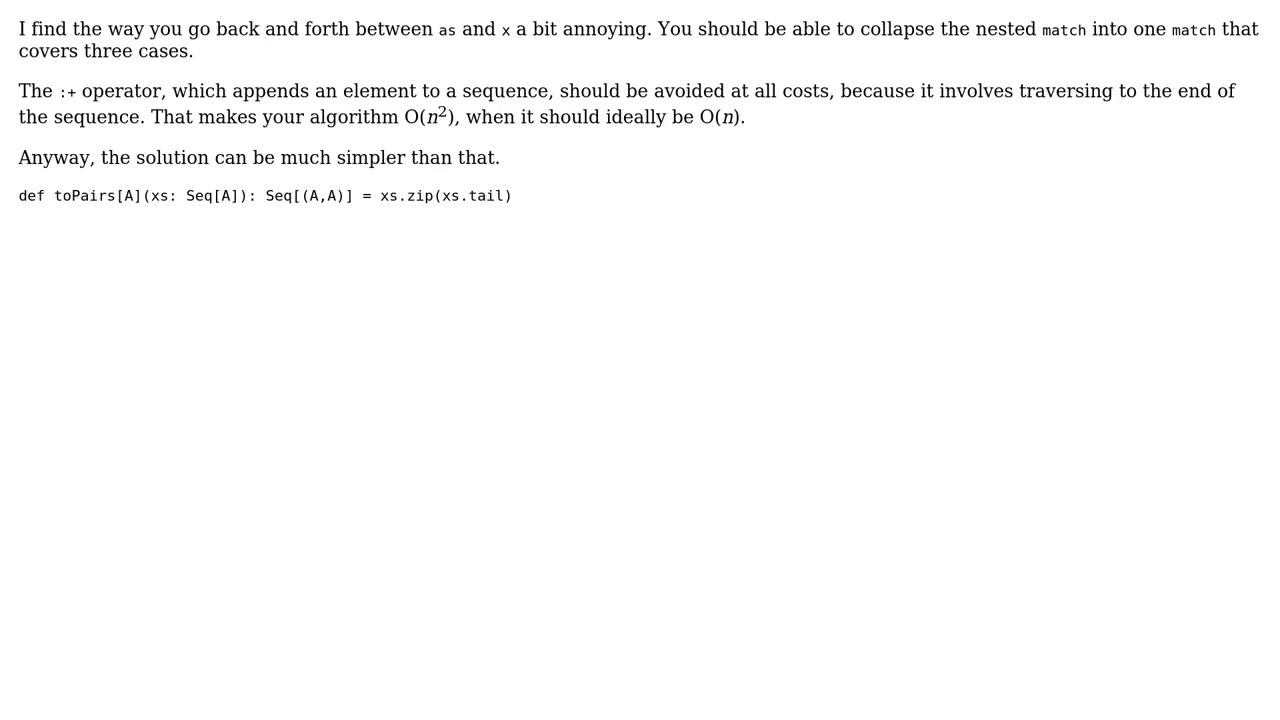 I find the way you go back and forth between as and x a bit annoying. You should be able to collapse the nested match into one match that
covers three cases.
The :+ operator, which appends an element to a sequence, should be avoided at all costs, because it involves traversing to the end of
the sequence. That makes your algorithm O(n²), when it should ideally be O(n).
Anyway, the solution can be much simpler than that.
def toPairs[A](xs: Seq[A]): Seq[(A,A)] = xs.zip(xs.tail)